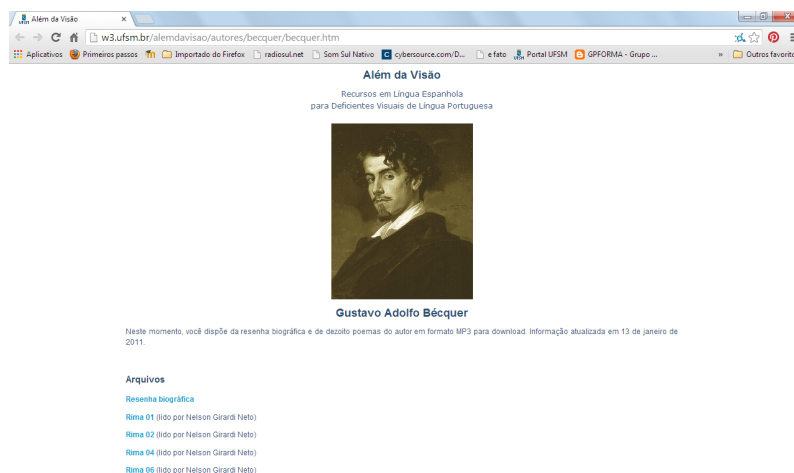 Além da Visão
w3.ufsm.br/alemdavisao/autores/becquer/becquer.htm
Aplicativos Primeiros passos Importado do Firefox radiosul.net Som Sul Nativo cybersource.com/D... e fato Portal UFSM GPFORMA - Grupo ... » Outros favorito
Além da Visão
Recursos em Língua Espanhola
para Deficientes Visuais de Língua Portuguesa
Gustavo Adolfo Bécquer
Neste momento, você dispõe da resenha biográfica e de dezoito poemas do autor em formato MP3 para download. Informação atualizada em 13 de janeiro de
2011.
Arquivos
Resenha biográfica
Rima 01 (lido por Nelson Girardi Neto)
Rima 02 (lido por Nelson Girardi Neto)
Rima 04 (lido por Nelson Girardi Neto)
Rima 06 (lido por Nelson Girardi Neto)